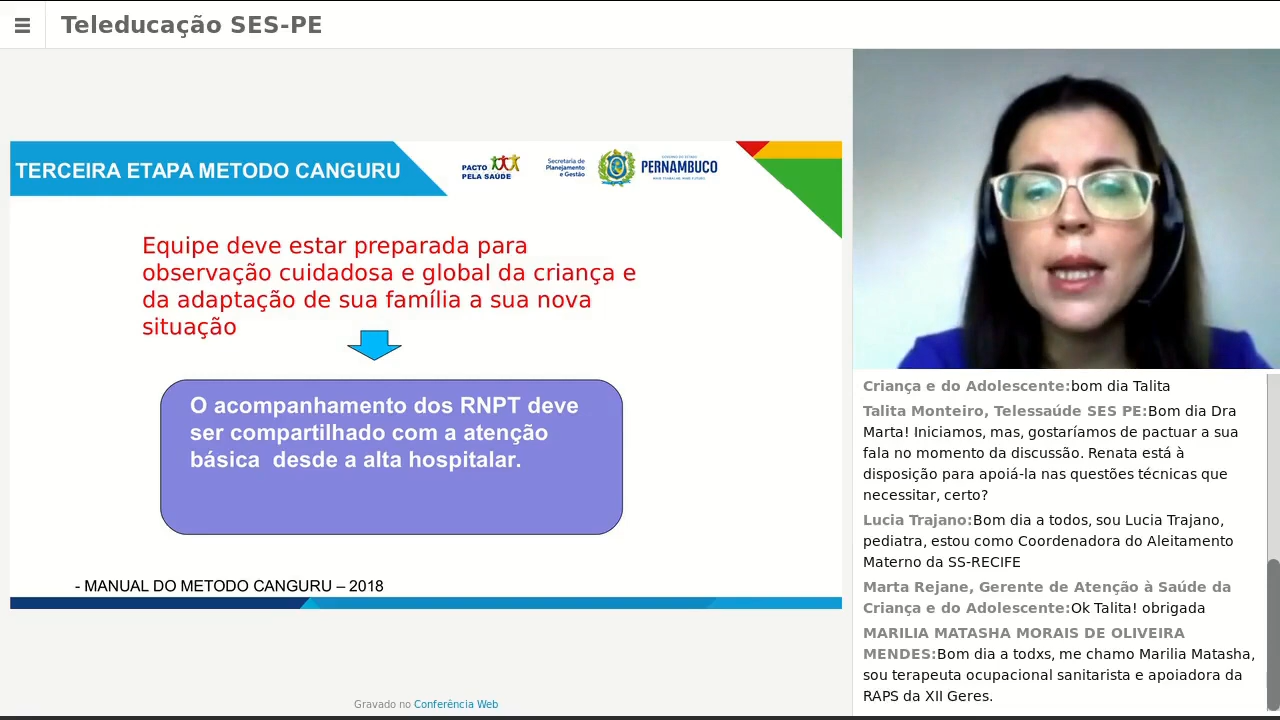 Teleducação SES-PE
TERCEIRA ETAPA METODO CANGURU
PACTO
PELA SAÚDE
Secretaria de
Planejamento
e Gestão
PERNAMBUCO
Equipe deve estar preparada para
observação cuidadosa e global da criança e
da adaptação de sua família a sua nova
situação
O acompanhamento dos RNPT deve
ser compartilhado com a atenção
básica desde a alta hospitalar.
- MANUAL DO METODO CANGURU – 2018
Gravado no Conferência Web
Criança e do Adolescente:bom dia Talita
Talita Monteiro, Telessaúde SES PE:Bom dia Dra
Marta! Iniciamos, mas, gostaríamos de pactuar a sua
fala no momento da discussão. Renata está à
disposição para apoiá-la nas questões técnicas que
necessitar, certo?
Lucia Trajano:Bom dia a todos, sou Lucia Trajano,
pediatra, estou como Coordenadora do Aleitamento
Materno da SS-RECIFE
Marta Rejane, Gerente de Atenção à Saúde da
Criança e do Adolescente:Ok Talita! obrigada
MARILIA MATASHA MORAIS DE OLIVEIRA
MENDES:Bom dia a todxs, me chamo Marilia Matasha,
sou terapeuta ocupacional sanitarista e apoiadora da
RAPS da XII Geres.